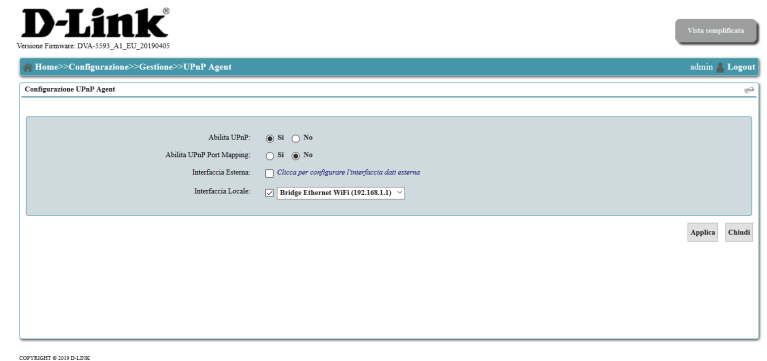 D-Link®
Vista semplificata
Versione Firmware: DVA-5593_A1_EU_20190405
Home>>Configurazione>>Gestione>>UPnP Agent
admin Logout
Configurazione UPnP Agent
Abilita UPnP: Si No
Abilita UPnP Port Mapping: Si No
Interfaccia Esterna: Clicca per configurare l'interfaccia dati esterna
Interfaccia Locale: Bridge Ethernet WiFi (192.168.1.1)
Applica Chiudi
COPYRIGHT © 2019 D-LINK